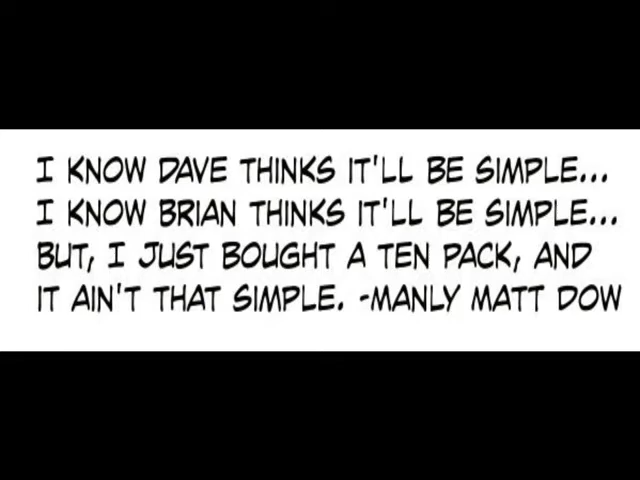 I KNOW DAVE THINKS IT'LL BE SIMPLE...
I KNOW BRIAN THINKS IT'LL BE SIMPLE...
BUT, I JUST BOUGHT A TEN PACK, AND
IT AIN'T THAT SIMPLE. -MANLY MATT DOW